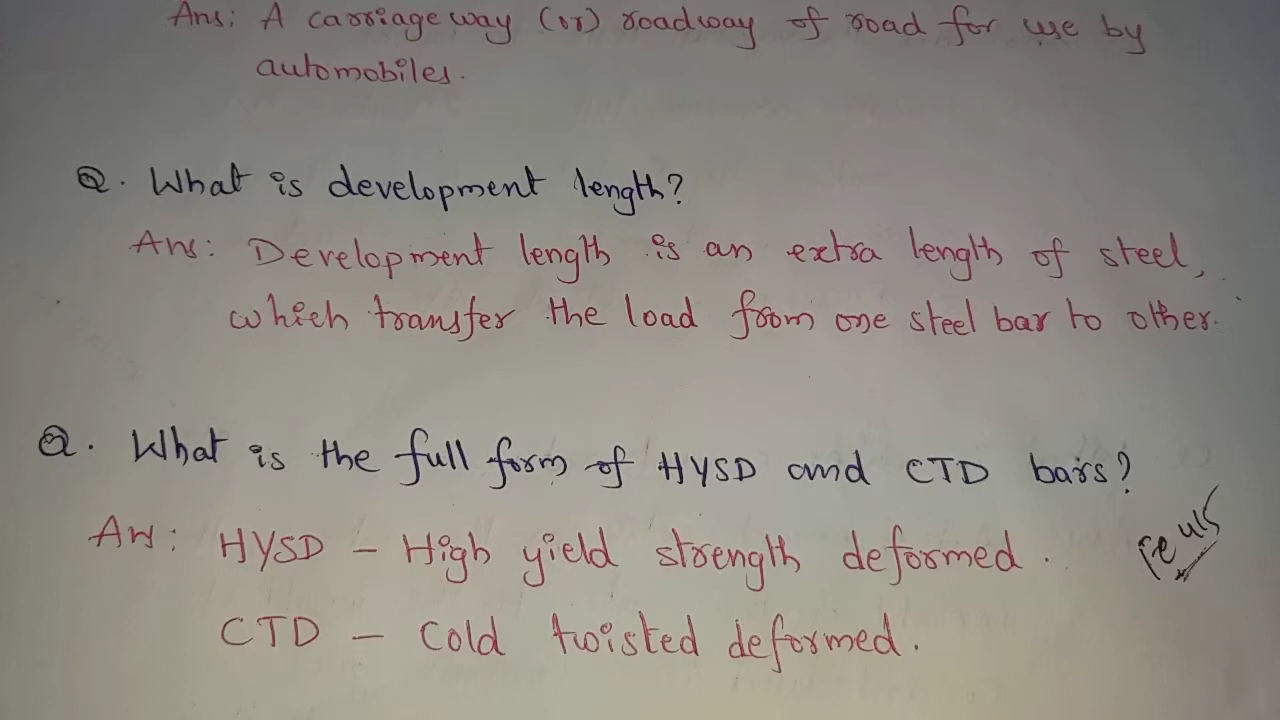 Ans: A carriage way (or) roadway of road for use by
automobiles.
Q. What is development length?
Ans: Development length is an extra length of steel,
which transfer the load from one steel bar to other.
Q. What is the full form of HYSD and CTD bars?
Ans: HYSD - High yield strength deformed.
CTD - Cold twisted deformed.